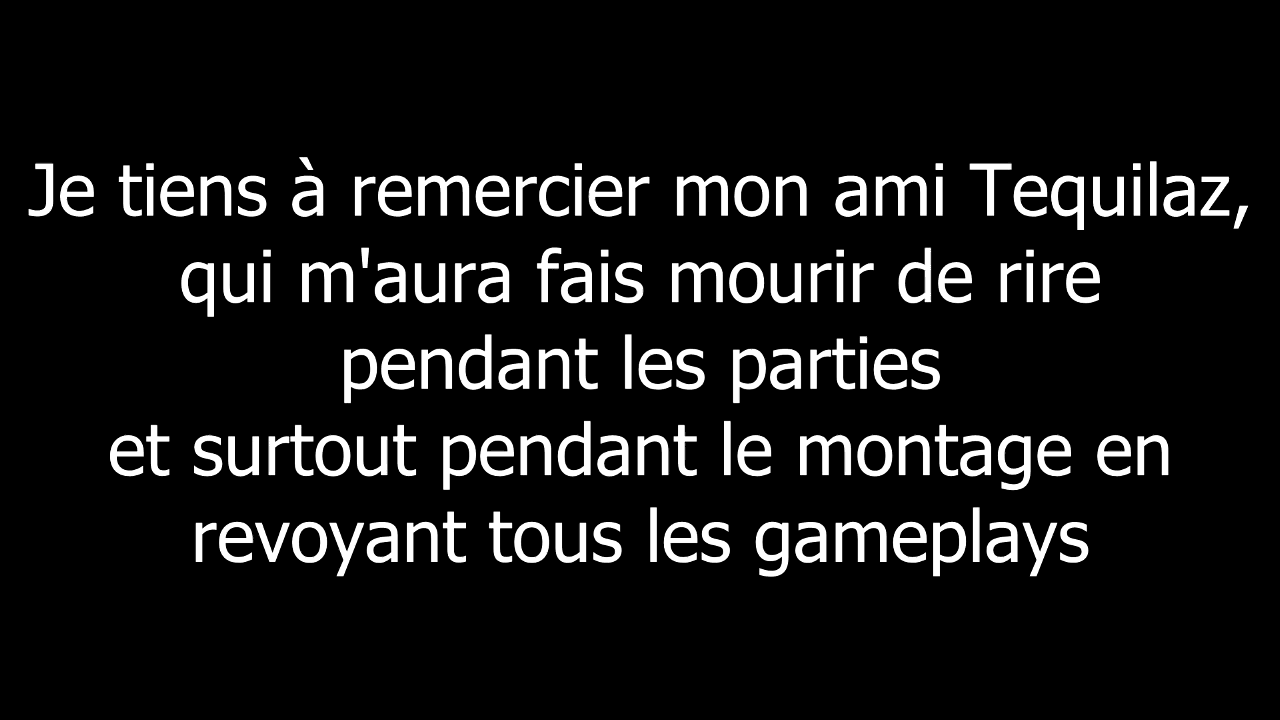 Je tiens à remercier mon ami Tequilaz,
qui m'aura fais mourir de rire
pendant les parties
et surtout pendant le montage en
revoyant tous les gameplays